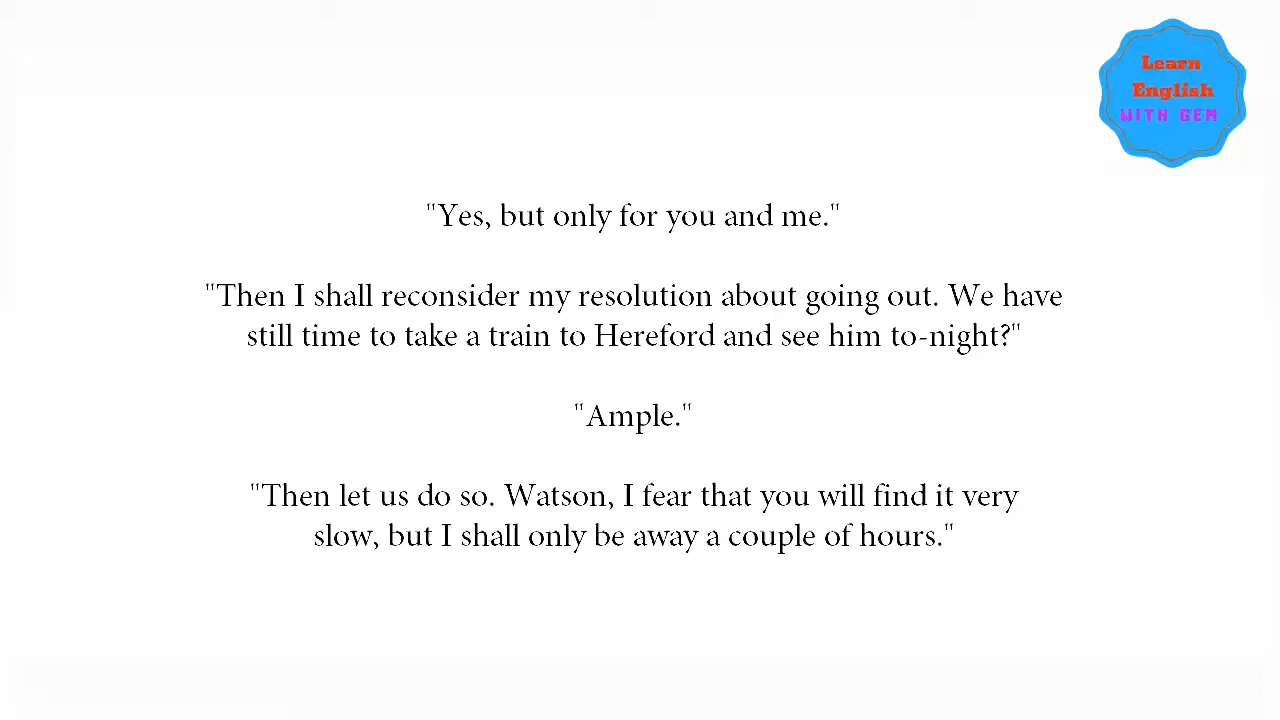 Learn
English
WITH GEM
"Yes, but only for you and me."
"Then I shall reconsider my resolution about going out. We have
still time to take a train to Hereford and see him to-night?"
"Ample."
"Then let us do so. Watson, I fear that you will find it very
slow, but I shall only be away a couple of hours."